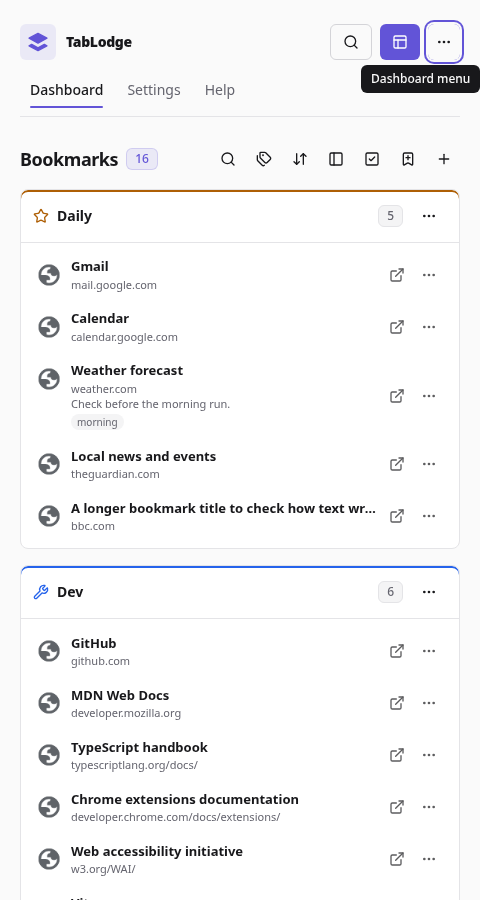 TabLodge
Dashboard menu
Dashboard Settings Help
Bookmarks 16
Daily 5
Gmail
mail.google.com
Calendar
calendar.google.com
Weather forecast
weather.com
Check before the morning run.
morning
Local news and events
theguardian.com
A longer bookmark title to check how text wr...
bbc.com
Dev 6
GitHub
github.com
MDN Web Docs
developer.mozilla.org
TypeScript handbook
typescriptlang.org/docs/
Chrome extensions documentation
developer.chrome.com/docs/extensions/
Web accessibility initiative
w3.org/WAI/